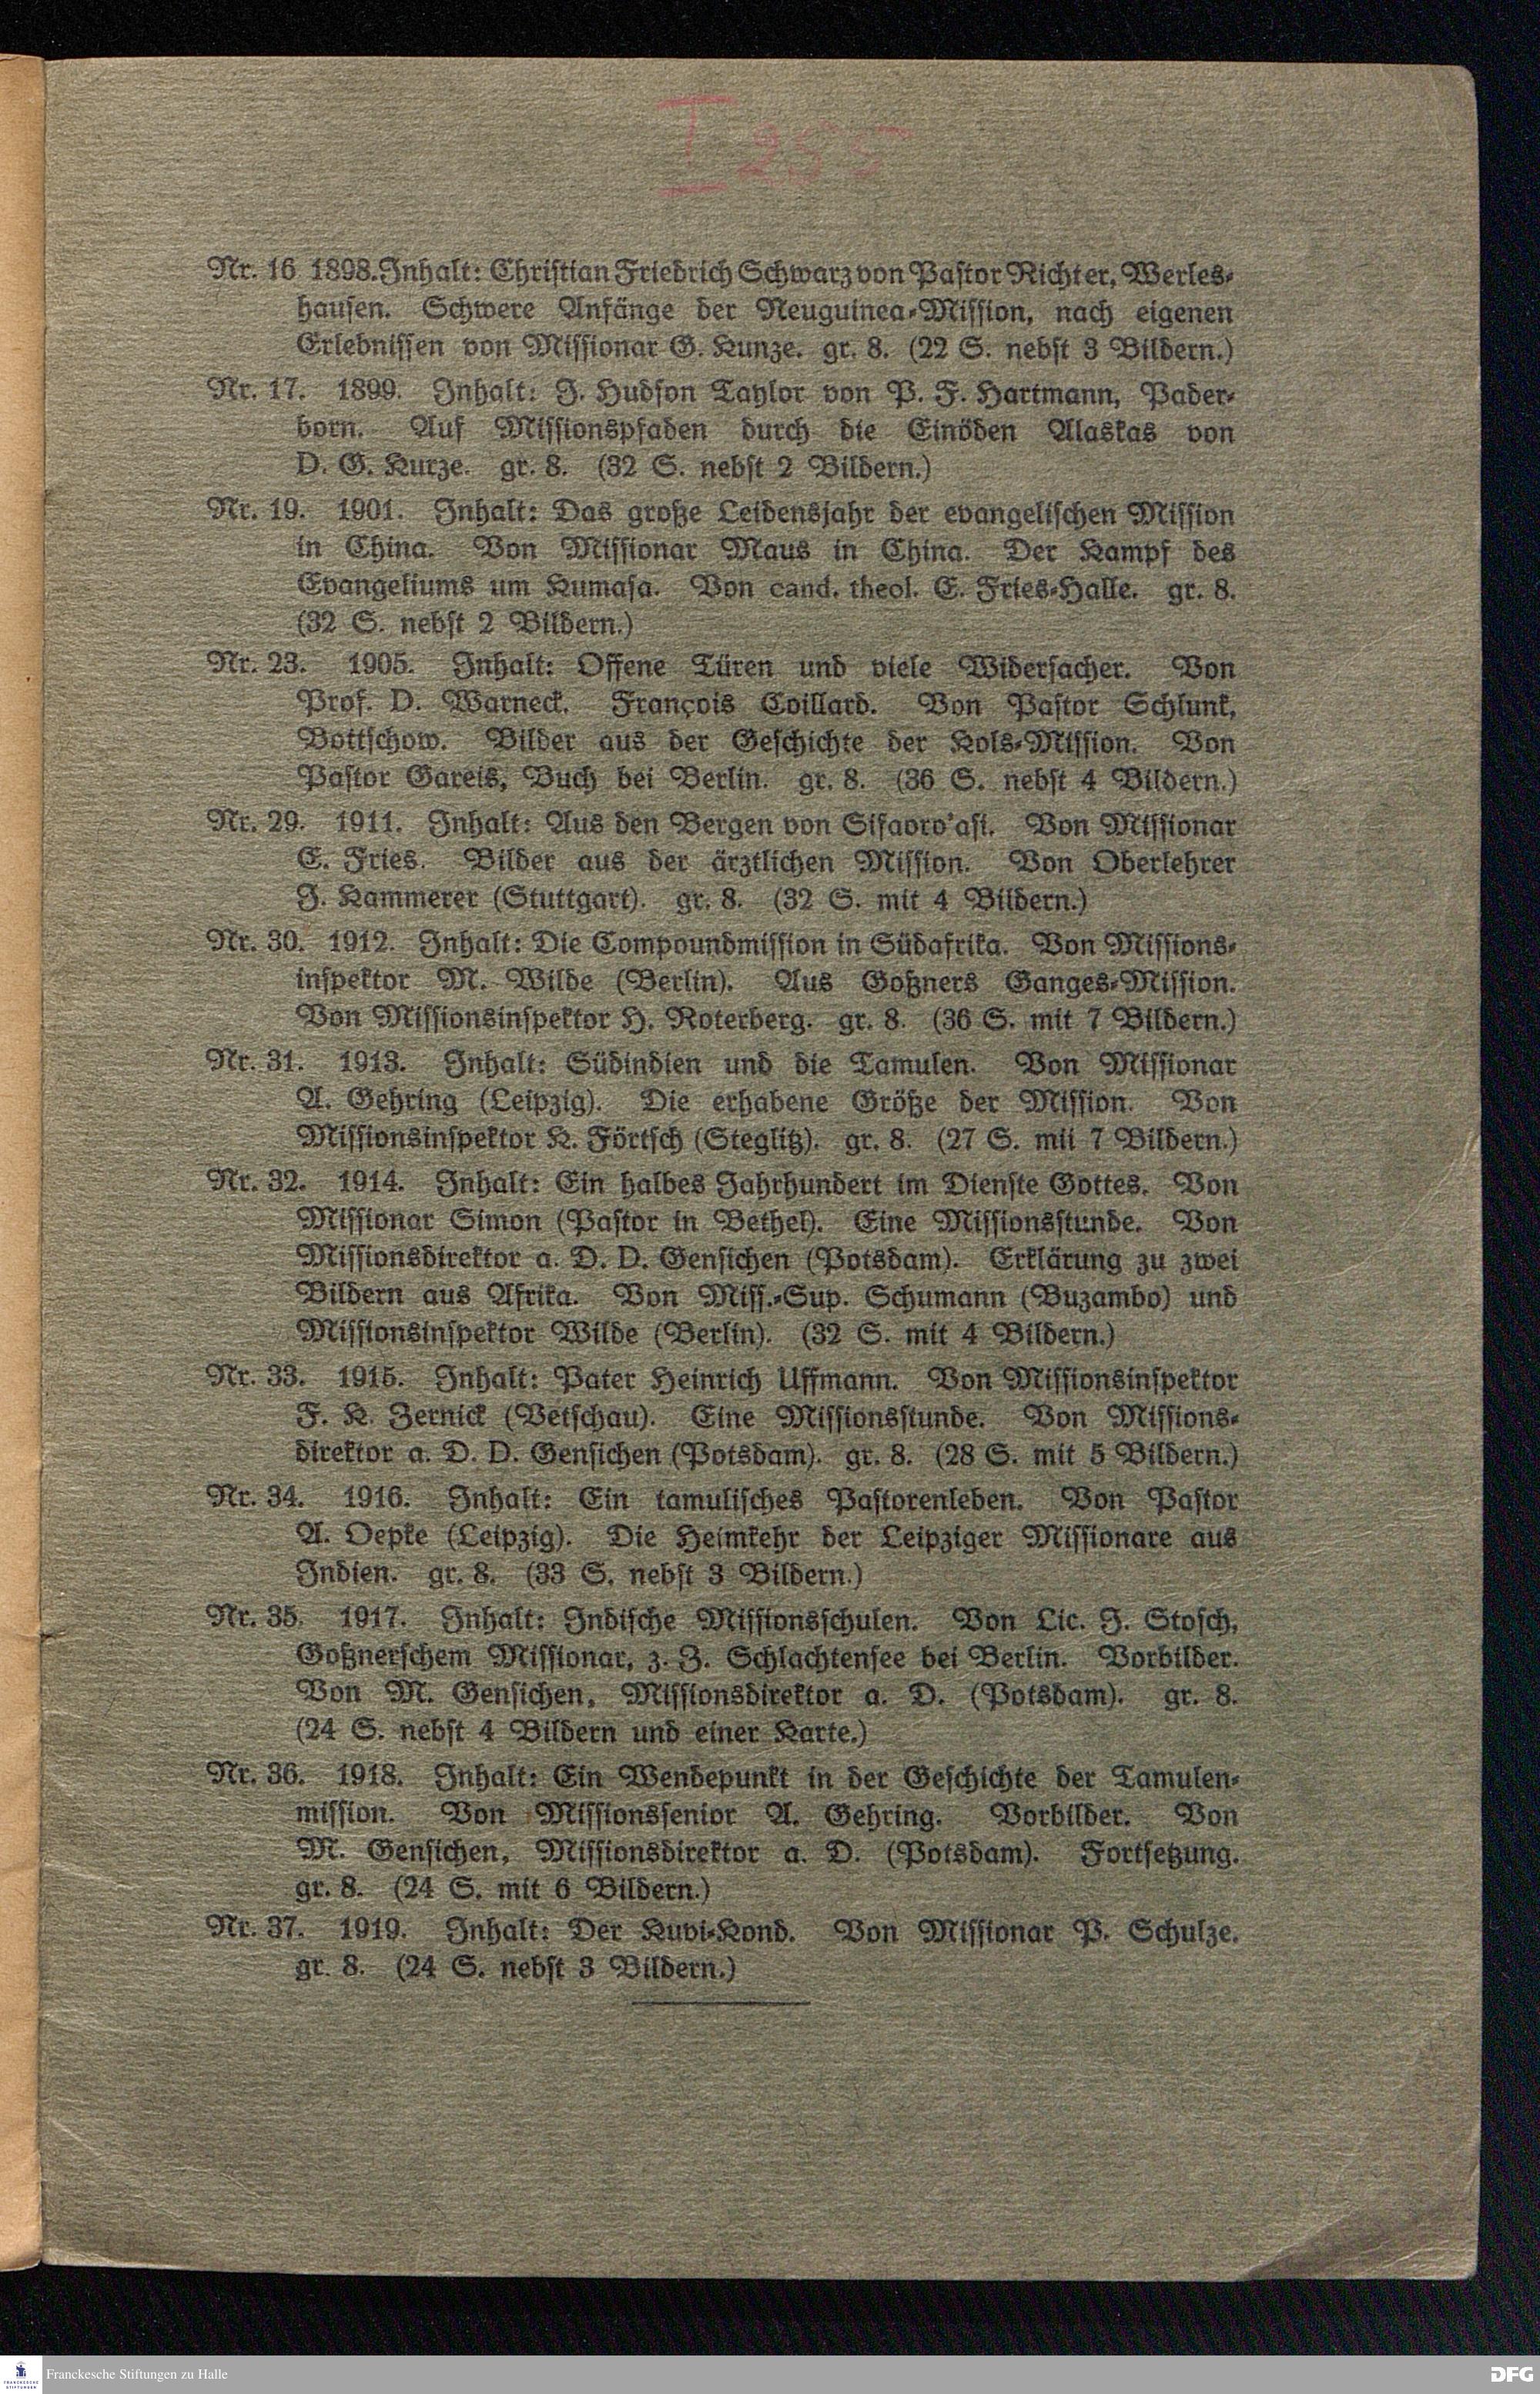 I 255
Nr. 16 1898. Inhalt: Christian Friedrich Schwarz von Pastor Richter, Werles-
hausen. Schwere Anfänge der Neuguinea-Mission, nach eigenen
Erlebnissen von Missionar G. Kunze. gr. 8. (22 S. nebst 3 Bildern.)
Nr. 17. 1899. Inhalt: J. Hudson Taylor von P. F. Hartmann, Pader-
born. Auf Missionspfaden durch die Einöden Alaskas von
D. G. Kurze. gr. 8. (32 S. nebst 2 Bildern.)
Nr. 19. 1901. Inhalt: Das große Leidensjahr der evangelischen Mission
in China. Von Missionar Maus in China. Der Kampf des
Evangeliums um Kumasa. Von cand. theol. E. Fries-Halle. gr. 8.
(32 S. nebst 2 Bildern.)
Nr. 23. 1905. Inhalt: Offene Türen und viele Widersacher. Von
Prof. D. Warneck. François Coillard. Von Pastor Schlunk,
Bottschow. Bilder aus der Geschichte der Kols-Mission. Von
Pastor Gareis, Buch bei Berlin. gr. 8. (36 S. nebst 4 Bildern.)
Nr. 29. 1911. Inhalt: Aus den Bergen von Sifaoro'asi. Von Missionar
E. Fries. Bilder aus der ärztlichen Mission. Von Oberlehrer
J. Kammerer (Stuttgart). gr. 8. (32 S. mit 4 Bildern.)
Nr. 30. 1912. Inhalt: Die Compoundmission in Südafrika. Von Missions-
inspektor M. Wilde (Berlin). Aus Goßners Ganges-Mission.
Von Missionsinspektor H. Roterberg. gr. 8. (36 S. mit 7 Bildern.)
Nr. 31. 1913. Inhalt: Südindien und die Tamulen. Von Missionar
A. Gehring (Leipzig). Die erhabene Größe der Mission. Von
Missionsinspektor K. Förtsch (Steglitz). gr. 8. (27 S. mit 7 Bildern.)
Nr. 32. 1914. Inhalt: Ein halbes Jahrhundert im Dienste Gottes. Von
Missionar Simon (Pastor in Bethel). Eine Missionsstunde. Von
Missionsdirektor a. D. D. Gensichen (Potsdam). Erklärung zu zwei
Bildern aus Afrika. Von Miss.-Sup. Schumann (Buzambo) und
Missionsinspektor Wilde (Berlin). (32 S. mit 4 Bildern.)
Nr. 33. 1915. Inhalt: Pater Heinrich Uffmann. Von Missionsinspektor
F. K. Zernick (Vetschau). Eine Missionsstunde. Von Missions-
direktor a. D. D. Gensichen (Potsdam). gr. 8. (28 S. mit 5 Bildern.)
Nr. 34. 1916. Inhalt: Ein tamulisches Pastorenleben. Von Pastor
A. Oepke (Leipzig). Die Heimkehr der Leipziger Missionare aus
Indien. gr. 8. (33 S. nebst 3 Bildern.)
Nr. 35. 1917. Inhalt: Indische Missionsschulen. Von Lic. J. Stosch,
Goßnerschem Missionar, z. Z. Schlachtensee bei Berlin. Vorbilder.
Von M. Gensichen, Missionsdirektor a. D. (Potsdam). gr. 8.
(24 S. nebst 4 Bildern und einer Karte.)
Nr. 36. 1918. Inhalt: Ein Wendepunkt in der Geschichte der Tamulen-
mission. Von Missionssenior A. Gehring. Vorbilder. Von
M. Gensichen, Missionsdirektor a. D. (Potsdam). Fortsetzung.
gr. 8. (24 S. mit 6 Bildern.)
Nr. 37. 1919. Inhalt: Der Kuvi-Kond. Von Missionar P. Schulze.
gr. 8. (24 S. nebst 3 Bildern.)
FRANCKESCHE
STIFTUNGEN
Franckesche Stiftungen zu Halle
DFG